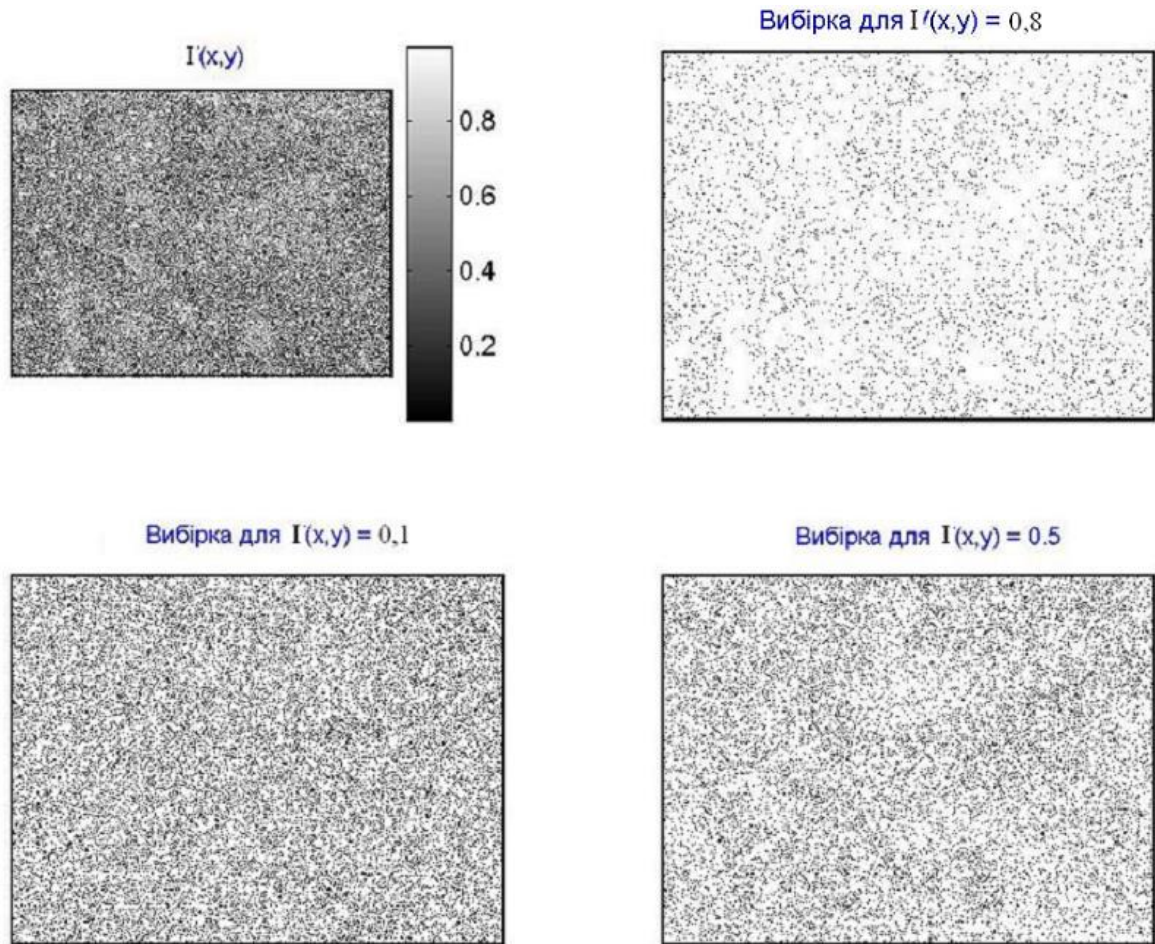 I'(x,y)
0.8
0.6
0.4
0.2
Вибірка для I'(x,y) = 0,8
Вибірка для I'(x,y) = 0,1
Вибірка для I'(x,y) = 0.5